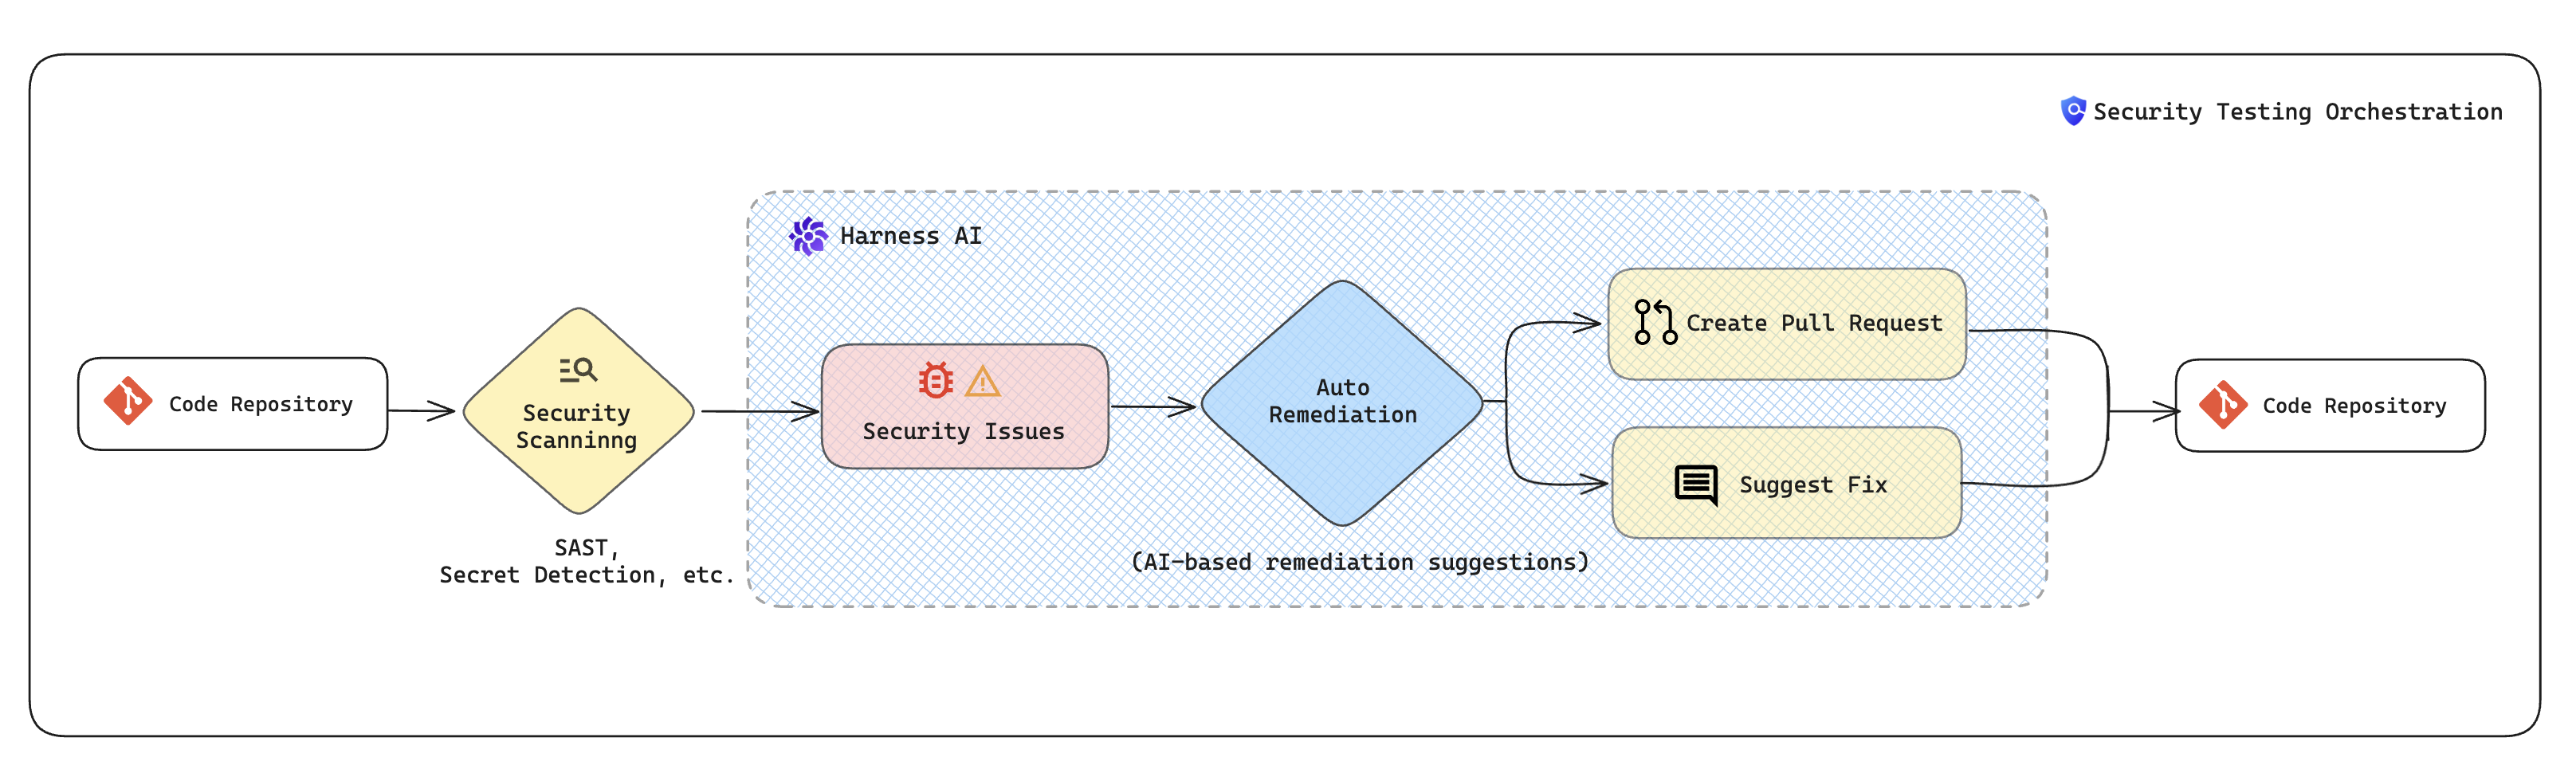 Security Testing Orchestration
Harness AI
Code Repository
Security
Scanninng
SAST,
Secret Detection, etc.
Security Issues
Auto
Remediation
(AI-based remediation suggestions)
Create Pull Request
Suggest Fix
Code Repository